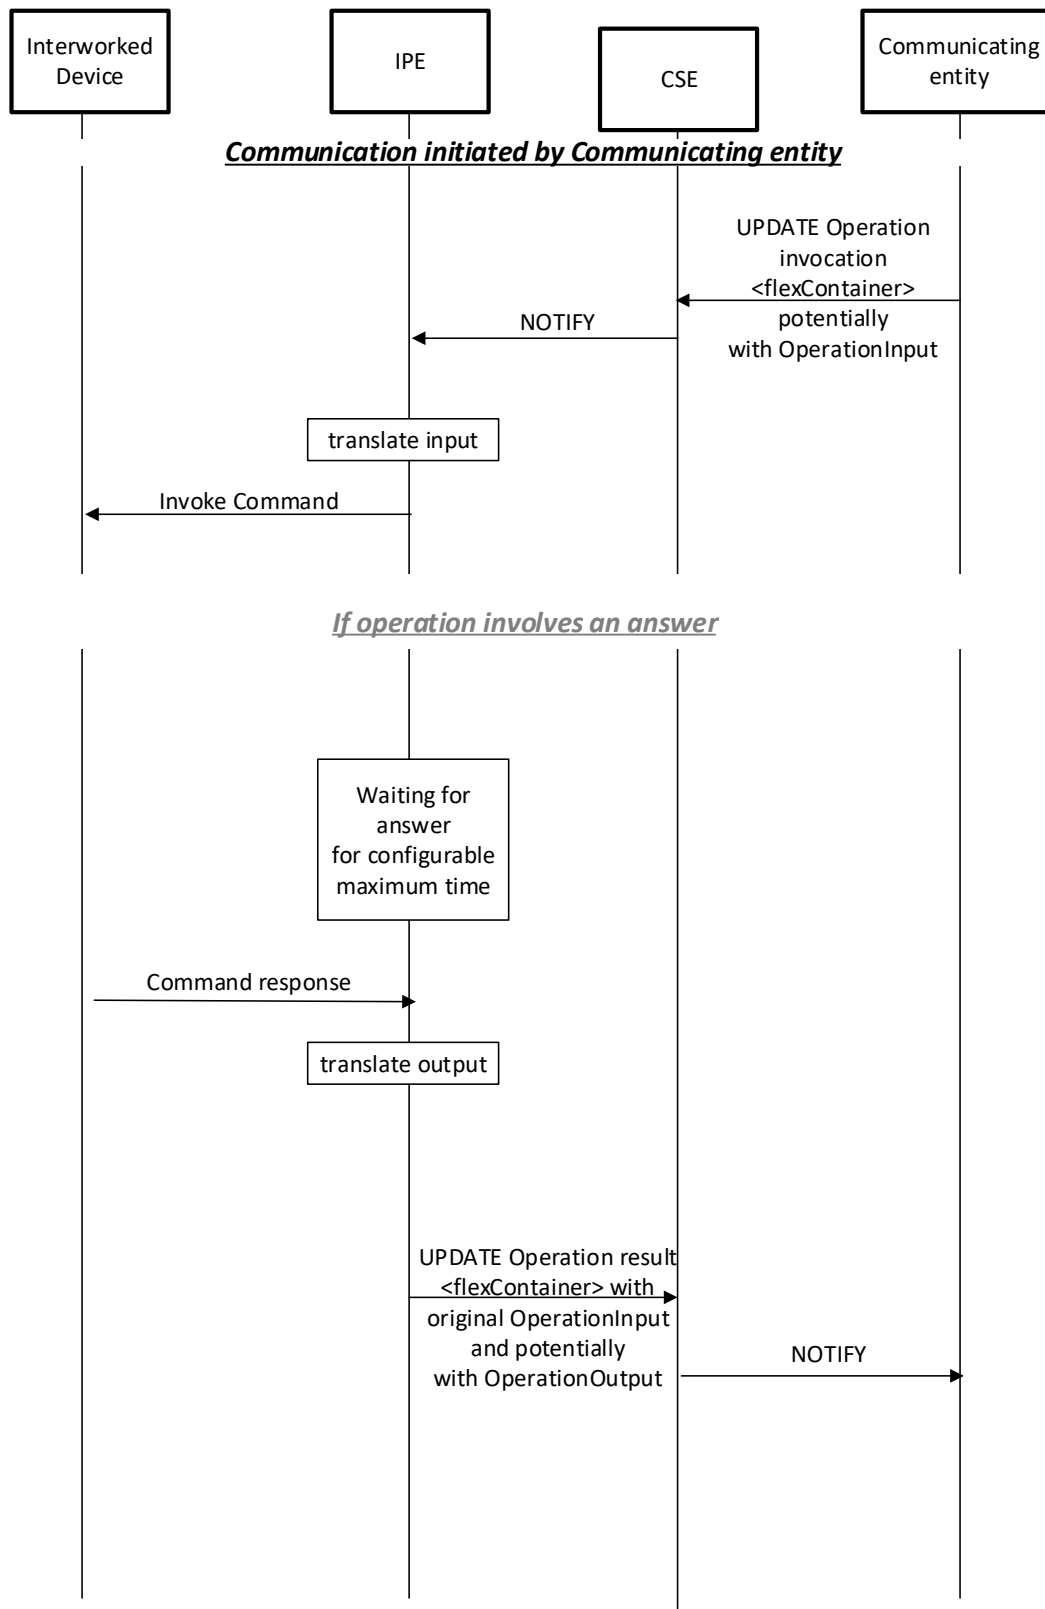 Interworked
Device
IPE
CSE
Communicating
entity
Communication initiated by Communicating entity
UPDATE Operation
invocation
<flexContainer>
potentially
with OperationInput
NOTIFY
translate input
Invoke Command
If operation involves an answer
Waiting for
answer
for configurable
maximum time
Command response
translate output
UPDATE Operation result
<flexContainer> with
original OperationInput
and potentially
with OperationOutput
NOTIFY